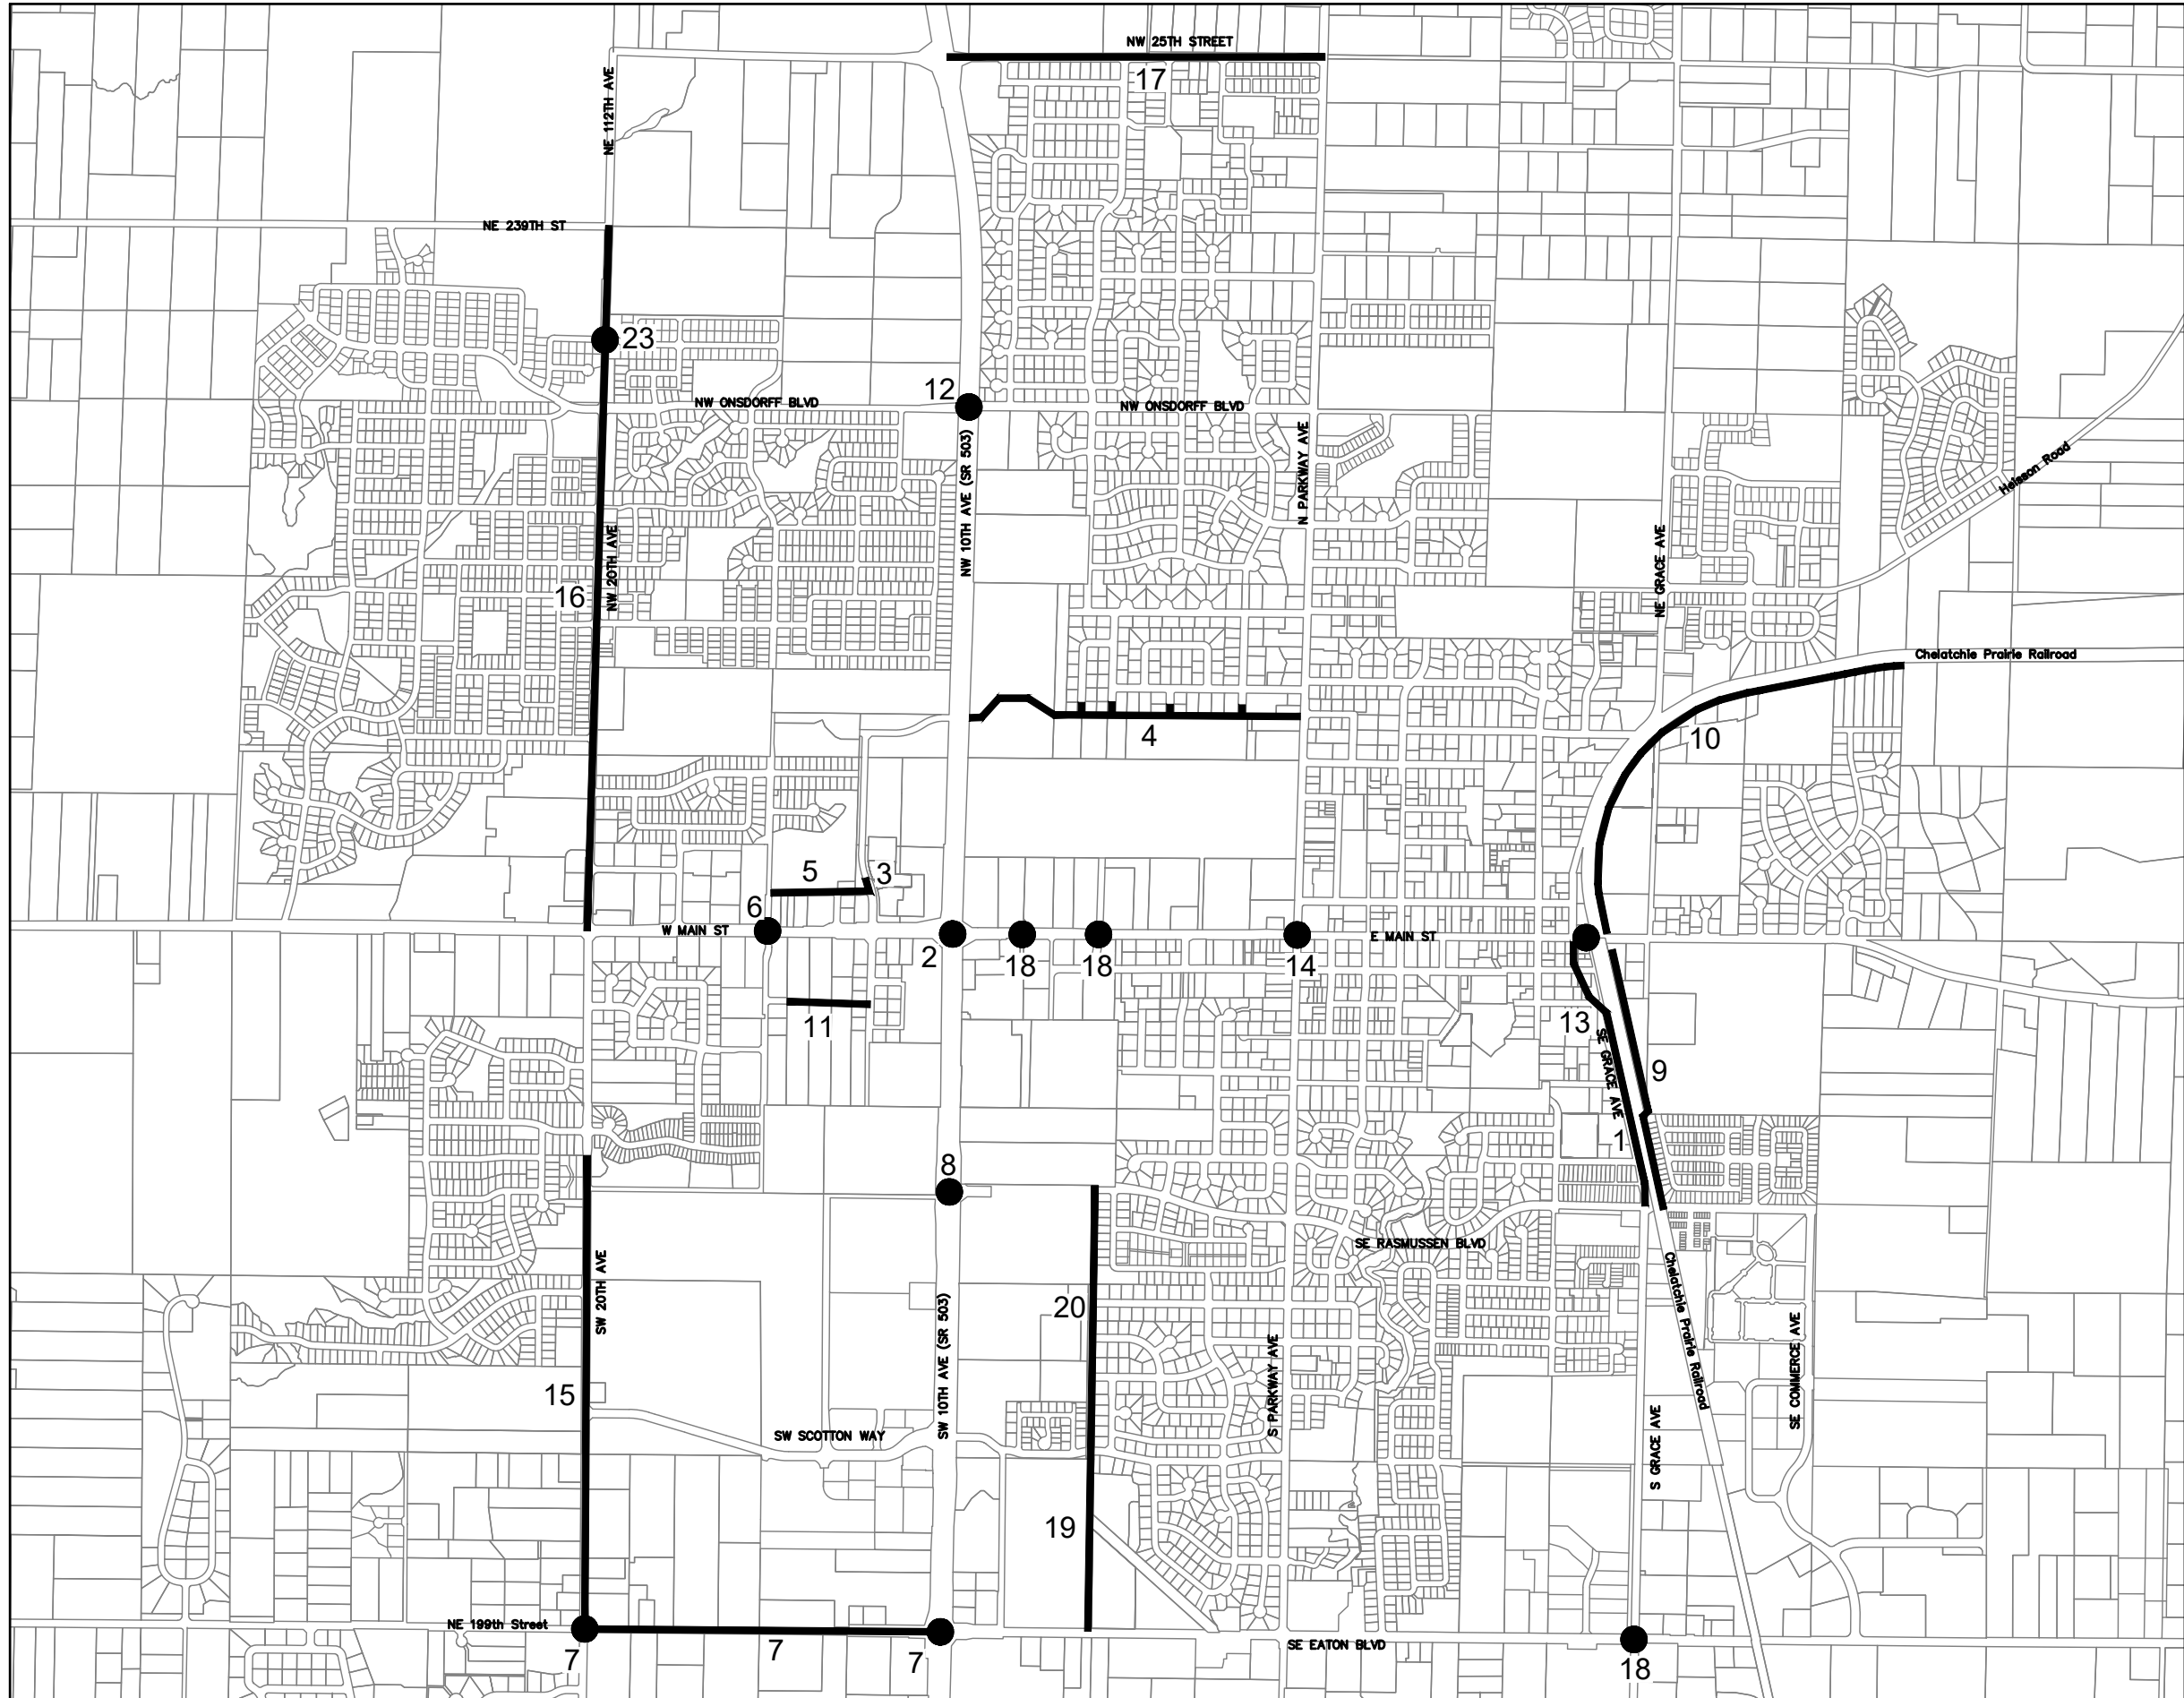 NW 25TH STREET
17
NE 112TH AVE
NE 239TH ST
23
12
NW ONSDORFF BLVD
NW ONSDORFF BLVD
N PARKWAY AVE
NW 10TH AVE (SR 503)
Heisson Road
NW 20TH AVE
NE GRACE AVE
16
Chelatchie Prairie Railroad
4
10
5
3
6
W MAIN ST
E MAIN ST
2
18
18
14
11
13
SE GRACE AVE
9
1
8
SE RASMUSSEN BLVD
SW 20TH AVE
20
SW 10TH AVE (SR 503)
S PARKWAY AVE
Chelatchie Prairie Railroad
SE COMMERCE AVE
15
SW SCOTTON WAY
S GRACE AVE
19
NE 199th Street
7
7
7
SE EATON BLVD
18